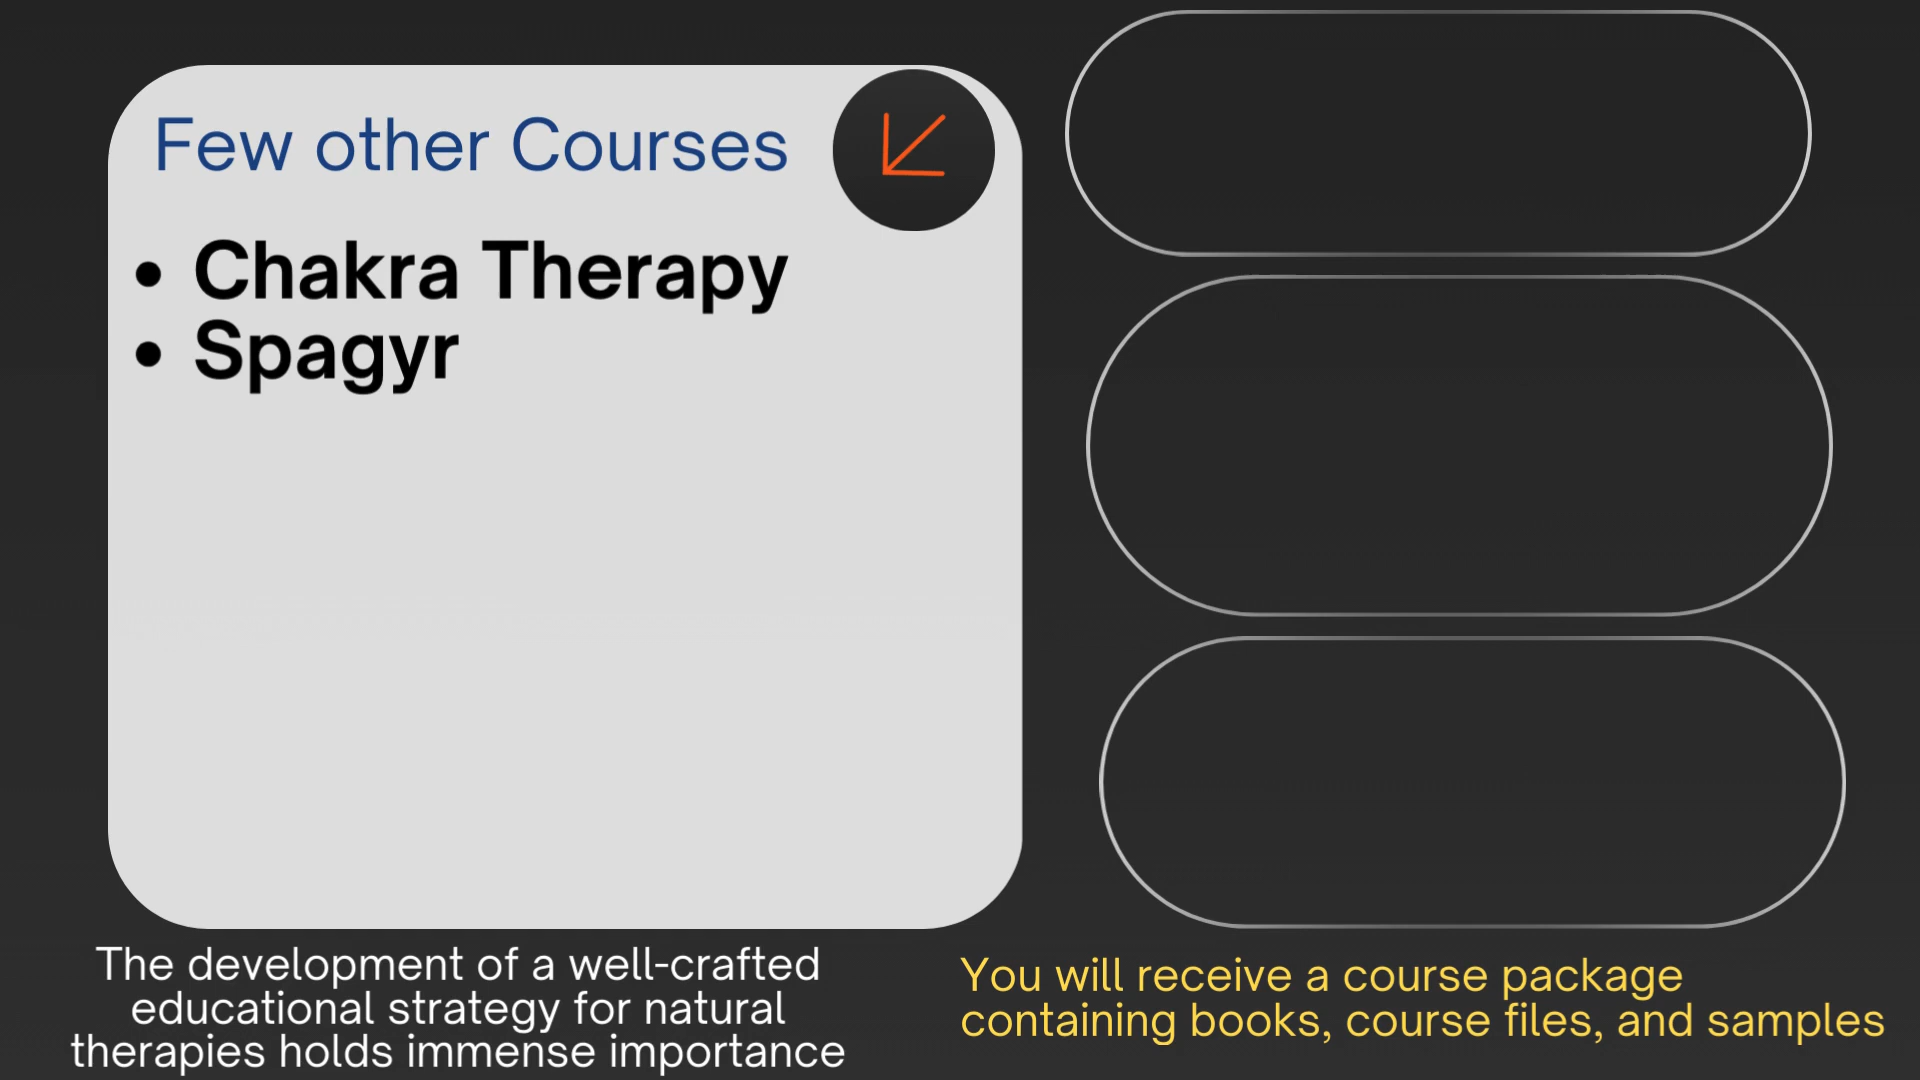 Few other Courses
• Chakra Therapy
• Spagyr
The development of a well-crafted
educational strategy for natural
therapies holds immense importance
You will receive a course package
containing books, course files, and samples